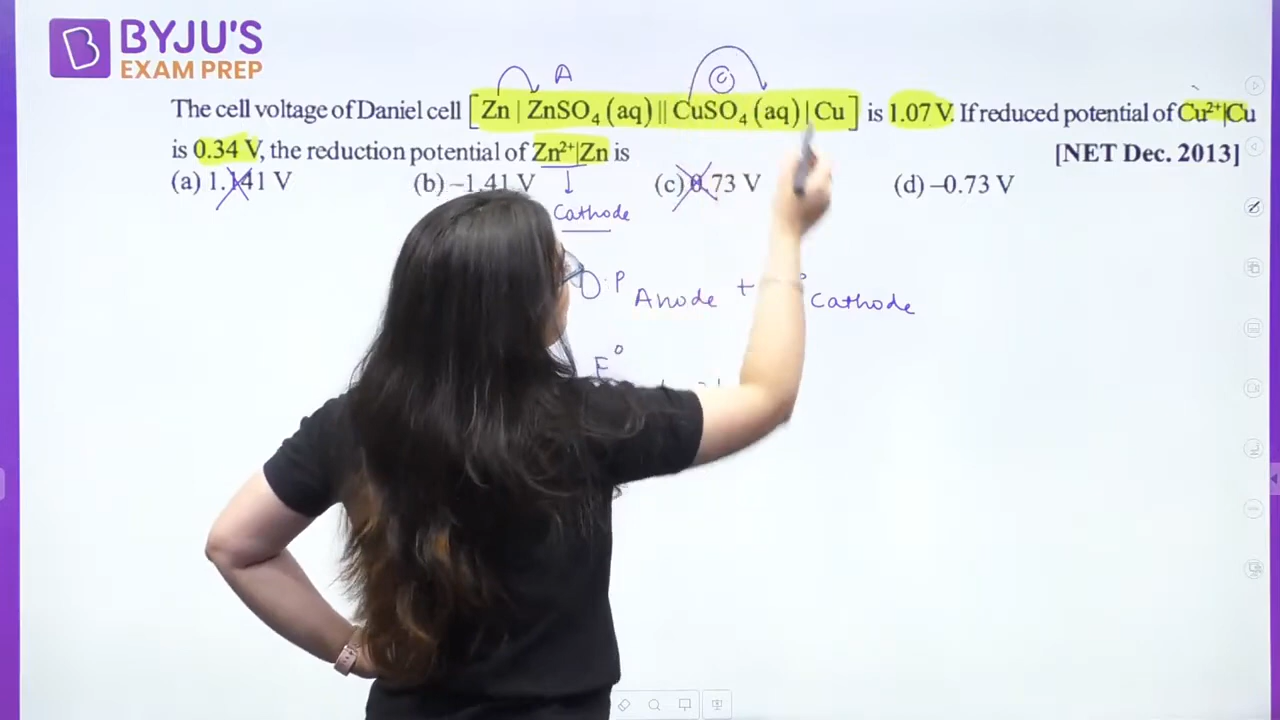 BYJU'S
EXAM PREP
A
C
The cell voltage of Daniel cell [Zn | ZnSO₄ (aq) || CuSO₄ (aq) | Cu] is 1.07 V. If reduced potential of Cu²⁺|Cu
is 0.34 V, the reduction potential of Zn²⁺|Zn is [NET Dec. 2013]
(a) 1.141 V (b) –1.41 V (c) 0.73 V (d) –0.73 V
Cathode
O.P Anode + ° Cathode
E°